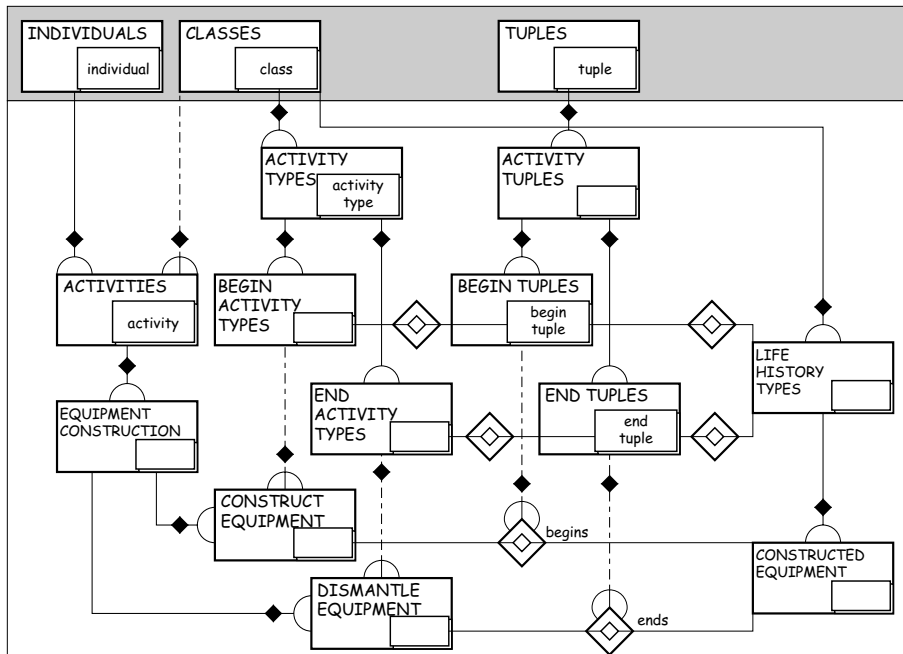 INDIVIDUALS
individual
CLASSES
class
TUPLES
tuple
ACTIVITY
TYPES
activity
type
ACTIVITY
TUPLES
ACTIVITIES
activity
BEGIN
ACTIVITY
TYPES
BEGIN TUPLES
begin
tuple
LIFE
HISTORY
TYPES
EQUIPMENT
CONSTRUCTION
END
ACTIVITY
TYPES
END TUPLES
end
tuple
CONSTRUCT
EQUIPMENT
begins
CONSTRUCTED
EQUIPMENT
DISMANTLE
EQUIPMENT
ends